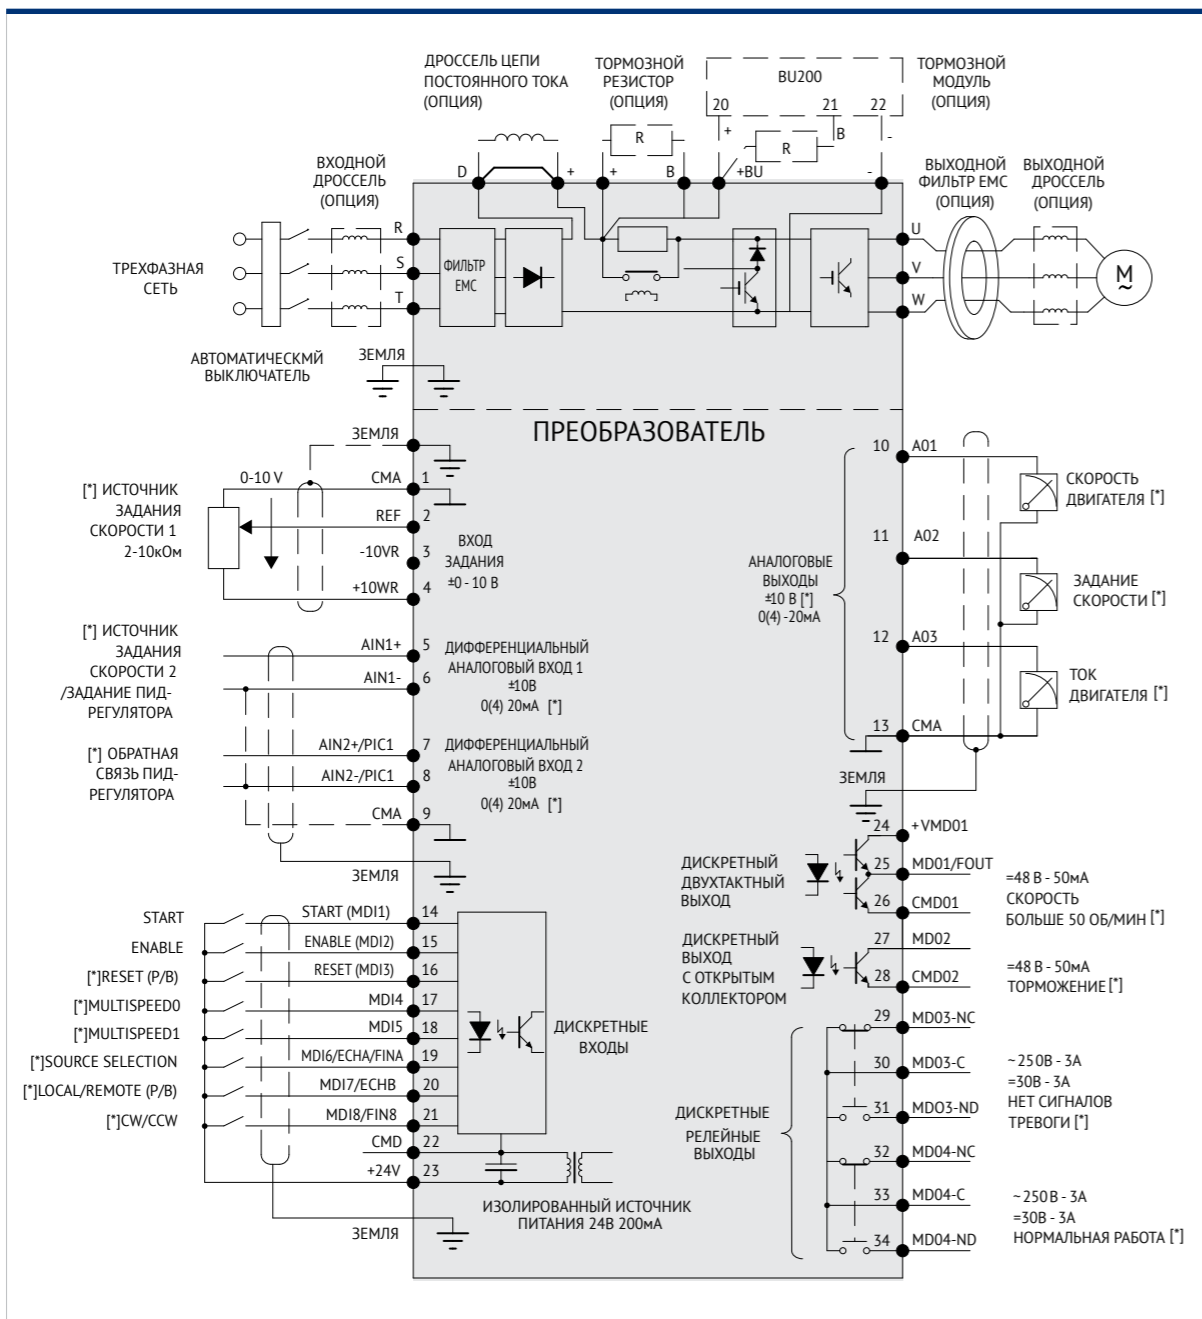 ДРОССЕЛЬ ЦЕПИ
ПОСТОЯННОГО ТОКА
(ОПЦИЯ)
ТОРМОЗНОЙ
РЕЗИСТОР
(ОПЦИЯ)
BU200
20
21
22
ТОРМОЗНОЙ
МОДУЛЬ
(ОПЦИЯ)
R
+
R
B
-
D
+
+
B
+BU
-
ВХОДНОЙ
ДРОССЕЛЬ
(ОПЦИЯ)
ВЫХОДНОЙ
ФИЛЬТР EMC
(ОПЦИЯ)
ВЫХОДНОЙ
ДРОССЕЛЬ
(ОПЦИЯ)
R
S
T
ТРЕХФАЗНАЯ
СЕТЬ
ФИЛЬТР
EMC
U
V
W
M
~
АВТОМАТИЧЕСКМЙ
ВЫКЛЮЧАТЕЛЬ
ЗЕМЛЯ
ПРЕОБРАЗОВАТЕЛЬ
ЗЕМЛЯ
[*] ИСТОЧНИК
ЗАДАНИЯ
СКОРОСТИ 1
2-10кОм
0-10 V
CMA
1
REF
2
-10VR
3
+10WR
4
ВХОД
ЗАДАНИЯ
±0 - 10 В
[*] ИСТОЧНИК
ЗАДАНИЯ
СКОРОСТИ 2
/ЗАДАНИЕ ПИД-
РЕГУЛЯТОРА
AIN1+
5
AIN1-
6
ДИФФЕРЕНЦИАЛЬНЫЙ
АНАЛОГОВЫЙ ВХОД 1
±10В
0(4) 20мА [*]
[*] ОБРАТНАЯ
СВЯЗЬ ПИД-
РЕГУЛЯТОРА
AIN2+/PIC1
7
AIN2-/PIC1
8
ДИФФЕРЕНЦИАЛЬНЫЙ
АНАЛОГОВЫЙ ВХОД 2
±10В
0(4) 20мА [*]
CMA
9
ЗЕМЛЯ
10
A01
СКОРОСТЬ
ДВИГАТЕЛЯ [*]
11
A02
АНАЛОГОВЫЕ
ВЫХОДЫ
±10 В [*]
0(4) -20мА
ЗАДАНИЕ
СКОРОСТИ [*]
12
A03
ТОК
ДВИГАТЕЛЯ [*]
13
CMA
ЗЕМЛЯ
24
+VMD01
ДИСКРЕТНЫЙ
ДВУХТАКТНЫЙ
ВЫХОД
25
MD01/FOUT
26
CMD01
=48 В - 50мА
СКОРОСТЬ
БОЛЬШЕ 50 ОБ/МИН [*]
ДИСКРЕТНЫЙ
ВЫХОД
С ОТКРЫТЫМ
КОЛЛЕКТОРОМ
27
MD02
28
CMD02
=48В - 50мА
ТОРМОЖЕНИЕ [*]
START
START (MDI1)
14
ENABLE
ENABLE (MDI2)
15
[*]RESET (P/B)
RESET (MDI3)
16
[*]MULTISPEED0
MDI4
17
[*]MULTISPEED1
MDI5
18
[*]SOURCE SELECTION
MDI6/ECHA/FINA
19
[*]LOCAL/REMOTE (P/B)
MDI7/ECHB
20
[*]CW/CCW
MDI8/FIN8
21
CMD
22
+24V
23
ДИСКРЕТНЫЕ
ВХОДЫ
ИЗОЛИРОВАННЫЙ ИСТОЧНИК
ПИТАНИЯ 24В 200мА
ЗЕМЛЯ
ДИСКРЕТНЫЕ
РЕЛЕЙНЫЕ
ВЫХОДЫ
29
MD03-NC
30
MD03-C
31
MDO3-ND
~250В - 3А
=30В - 3А
НЕТ СИГНАЛОВ
ТРЕВОГИ [*]
32
MD04-NC
33
MD04-C
34
MD04-ND
~250В - 3А
=30В - 3А
НОРМАЛЬНАЯ РАБОТА [*]